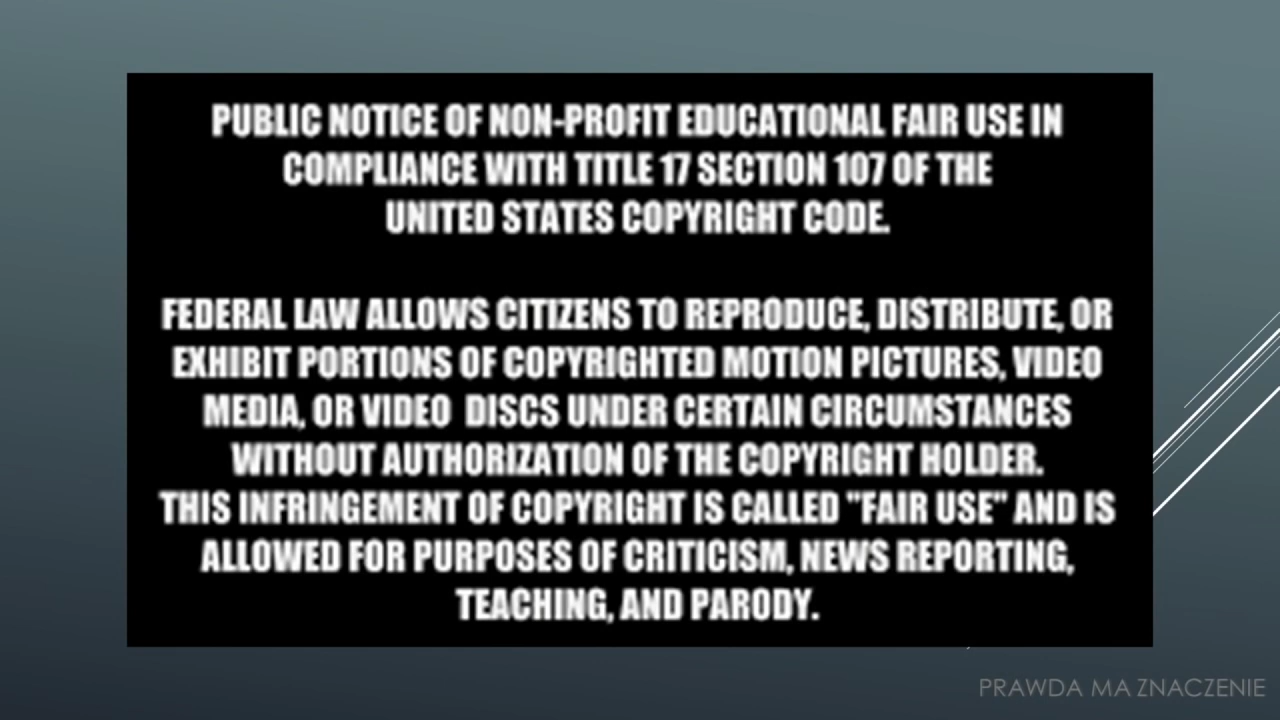 PUBLIC NOTICE OF NON-PROFIT EDUCATIONAL FAIR USE IN
COMPLIANCE WITH TITLE 17 SECTION 107 OF THE
UNITED STATES COPYRIGHT CODE.
FEDERAL LAW ALLOWS CITIZENS TO REPRODUCE, DISTRIBUTE, OR
EXHIBIT PORTIONS OF COPYRIGHTED MOTION PICTURES, VIDEO
MEDIA, OR VIDEO DISCS UNDER CERTAIN CIRCUMSTANCES
WITHOUT AUTHORIZATION OF THE COPYRIGHT HOLDER.
THIS INFRINGEMENT OF COPYRIGHT IS CALLED "FAIR USE" AND IS
ALLOWED FOR PURPOSES OF CRITICISM, NEWS REPORTING,
TEACHING, AND PARODY.
PRAWDA MA ZNACZENIE